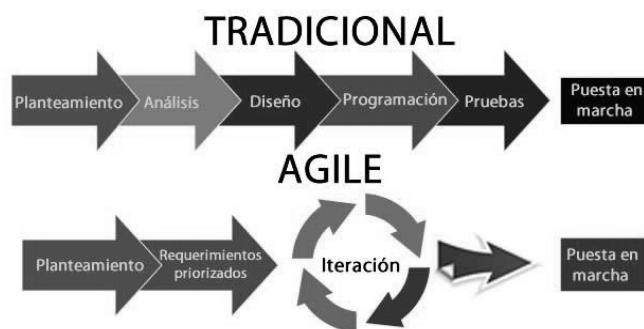 TRADICIONAL
Planteamiento
Análisis
Diseño
Programación
Pruebas
Puesta en
marcha
AGILE
Planteamiento
Requerimientos
priorizados
Iteración
Puesta en
marcha